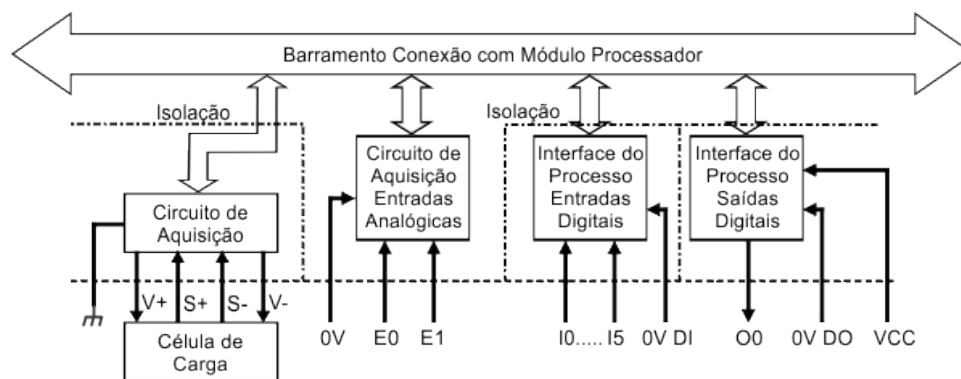 Barramento Conexão com Módulo Processador
Isolação
Isolação
Circuito de
Aquisição
Circuito de
Aquisição
Entradas
Analógicas
Interface do
Processo
Entradas
Digitais
Interface do
Processo
Saídas
Digitais
V+ S+ S- V-
Célula de
Carga
0V E0 E1 I0..... I5 0V DI O0 0V DO VCC